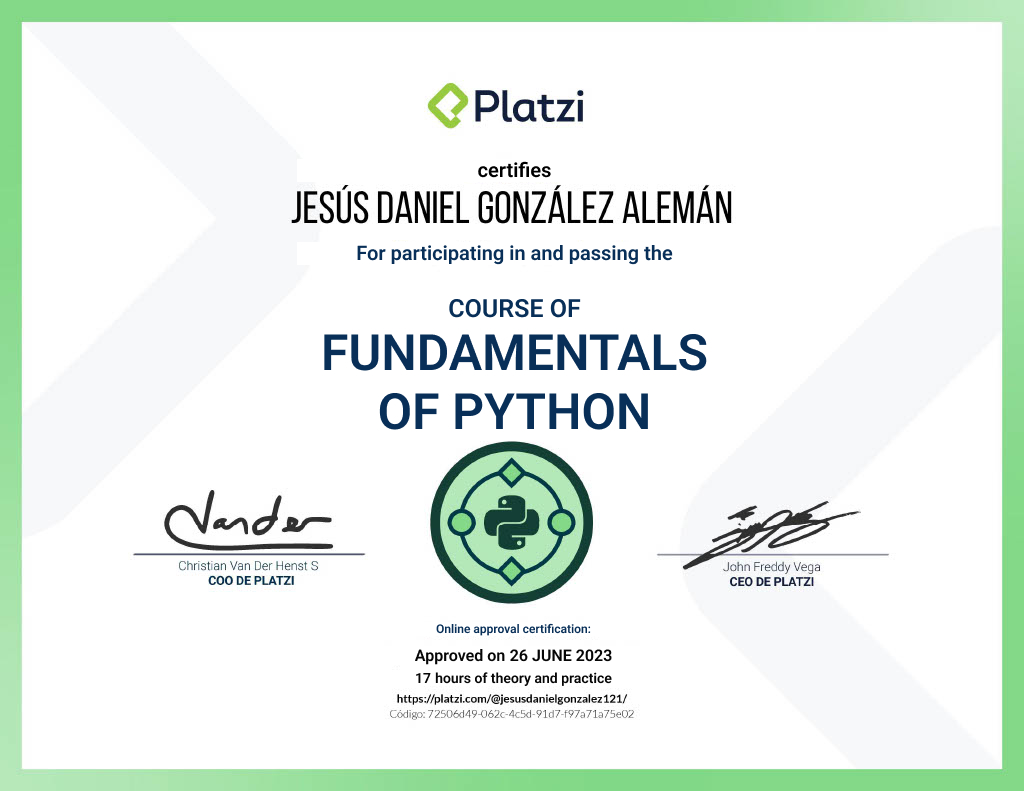 Platzi
certifies
JESÚS DANIEL GONZÁLEZ ALEMÁN
For participating in and passing the
COURSE OF
FUNDAMENTALS
OF PYTHON
Vander
Christian Van Der Henst S
COO DE PLATZI
John Freddy Vega
CEO DE PLATZI
Online approval certification:
Approved on 26 JUNE 2023
17 hours of theory and practice
https://platzi.com/@jesusdanielgonzalez121/
Código: 72506d49-062c-4c5d-91d7-f97a71a75e02